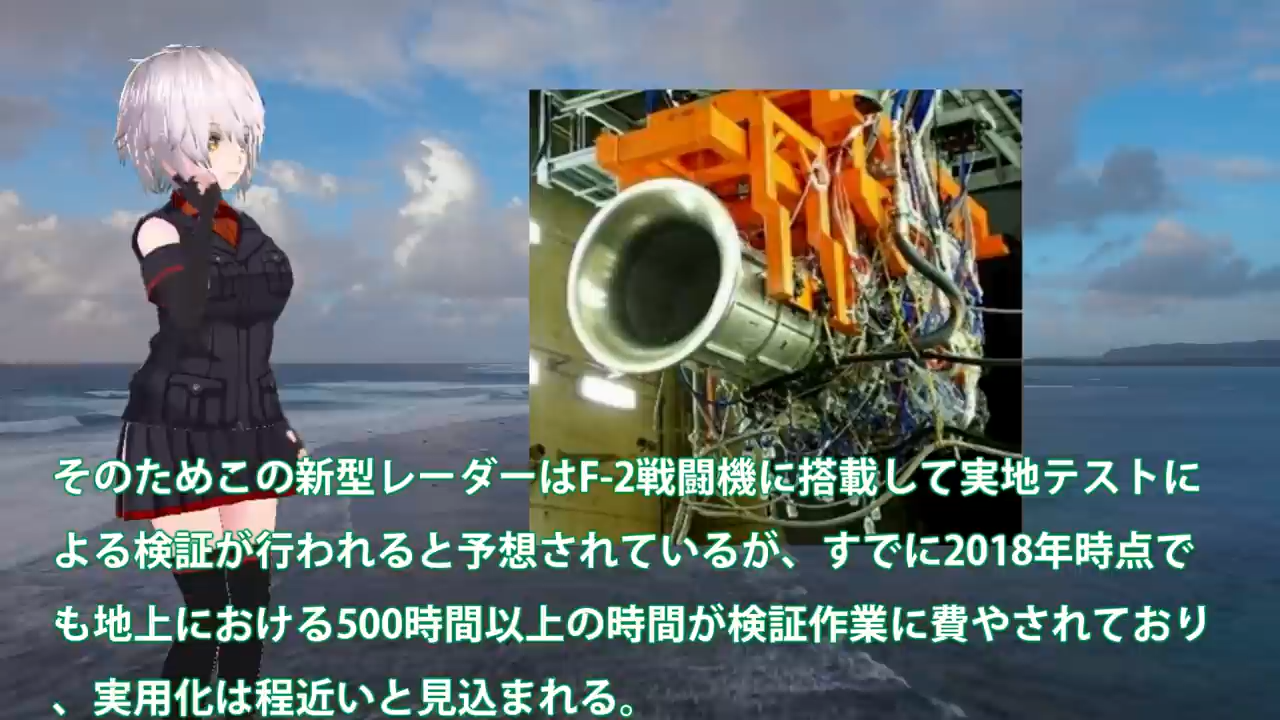 そのためこの新型レーダーはF-2戦闘機に搭載して実地テストに
よる検証が行われると予想されているが、すでに2018年時点で
も地上における500時間以上の時間が検証作業に費やされており
、実用化は程近いと見込まれる。